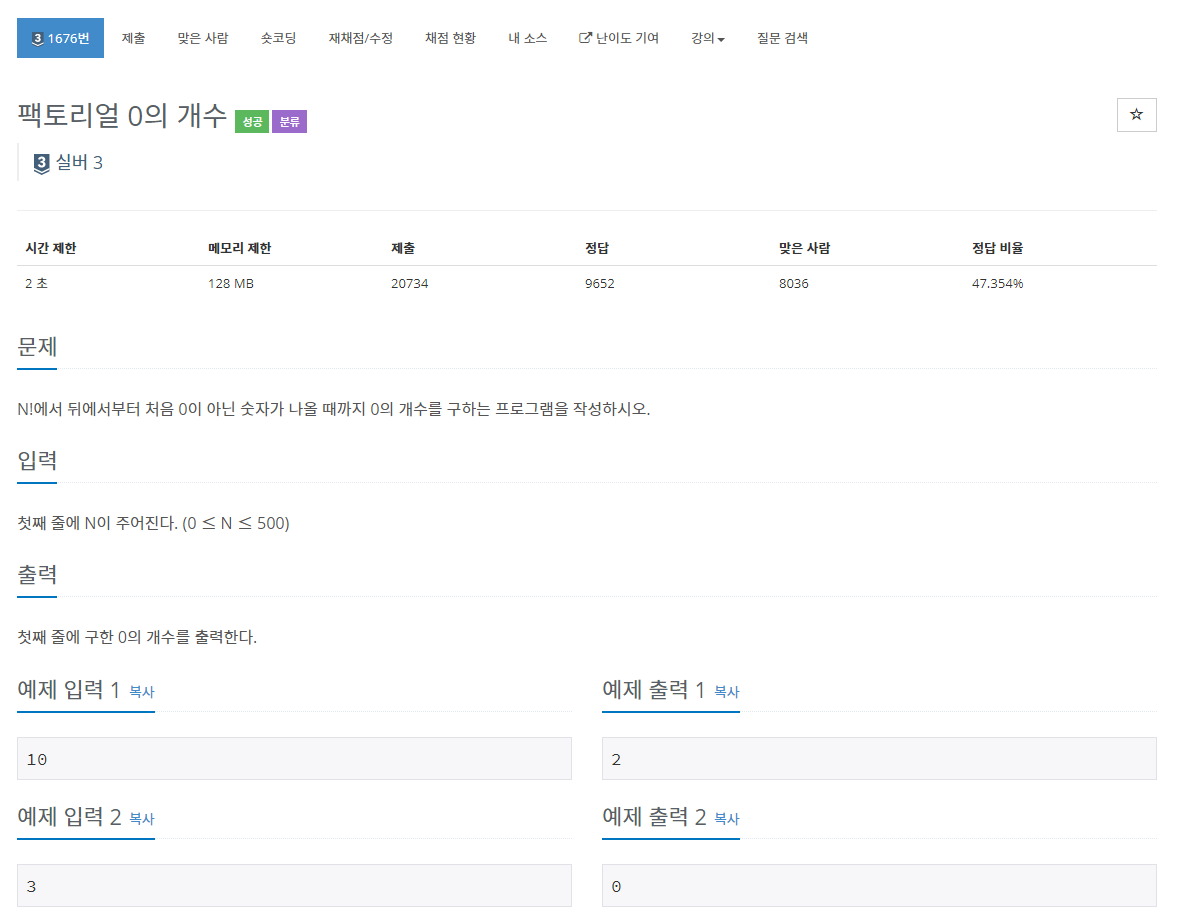 3 1676번 제출 맞은 사람 숏코딩 재채점/수정 채점 현황 내 소스 난이도 기여 강의 질문 검색
팩토리얼 0의 개수 성공 분류
3 실버 3
시간 제한 메모리 제한 제출 정답 맞은 사람 정답 비율
2 초 128 MB 20734 9652 8036 47.354%
문제
N!에서 뒤에서부터 처음 0이 아닌 숫자가 나올 때까지 0의 개수를 구하는 프로그램을 작성하시오.
입력
첫째 줄에 N이 주어진다. (0 ≤ N ≤ 500)
출력
첫째 줄에 구한 0의 개수를 출력한다.
예제 입력 1 복사 예제 출력 1 복사
10 2
예제 입력 2 복사 예제 출력 2 복사
3 0